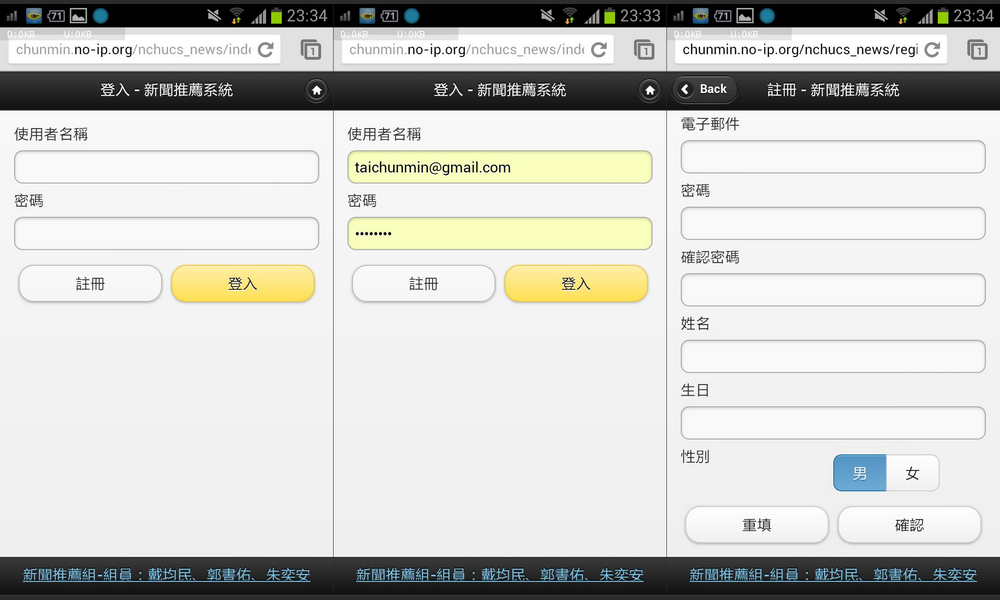 71
23:34
D:0KB U:0KB
chunmin.no-ip.org/nchucs_news/inde
1
登入 - 新聞推薦系統
使用者名稱
密碼
註冊
登入
新聞推薦組-組員：戴均民、郭書佑、朱奕安
71
23:33
D:0KB U:0KB
chunmin.no-ip.org/nchucs_news/inde
1
登入 - 新聞推薦系統
使用者名稱
taichunmin@gmail.com
密碼
••••••••
註冊
登入
新聞推薦組-組員：戴均民、郭書佑、朱奕安
71
23:34
D:0KB U:0KB
chunmin.no-ip.org/nchucs_news/regi
1
Back
註冊 - 新聞推薦系統
電子郵件
密碼
確認密碼
姓名
生日
性別
男
女
重填
確認
新聞推薦組-組員：戴均民、郭書佑、朱奕安